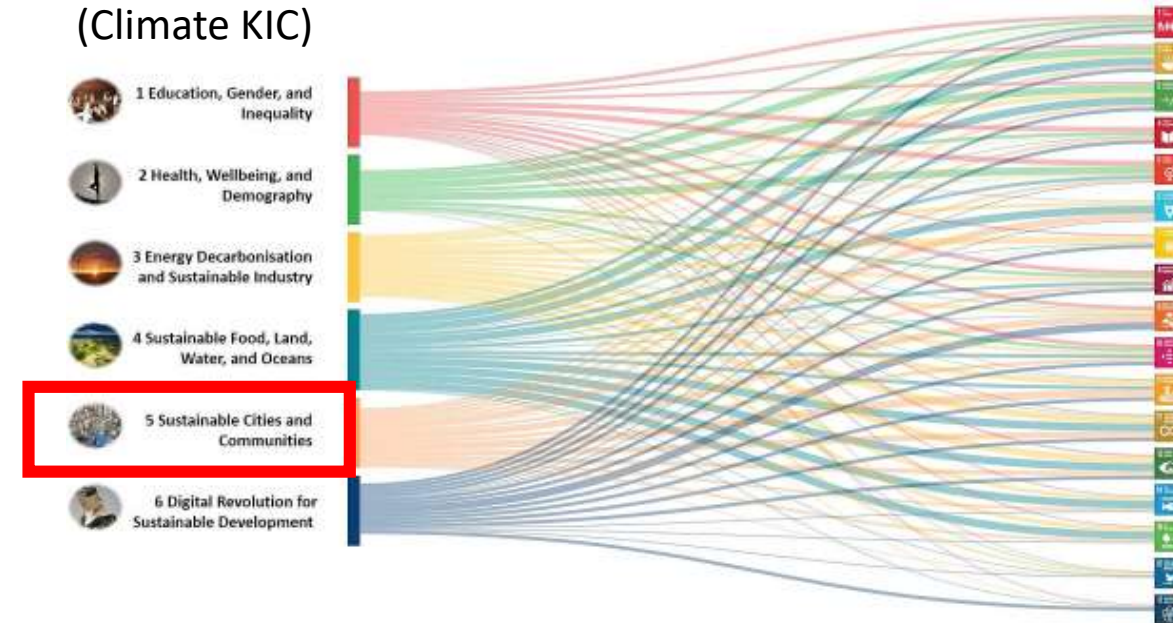 (Climate KIC)
1 Education, Gender, and
Inequality
2 Health, Wellbeing, and
Demography
3 Energy Decarbonisation
and Sustainable Industry
4 Sustainable Food, Land,
Water, and Oceans
5 Sustainable Cities and
Communities
6 Digital Revolution for
Sustainable Development